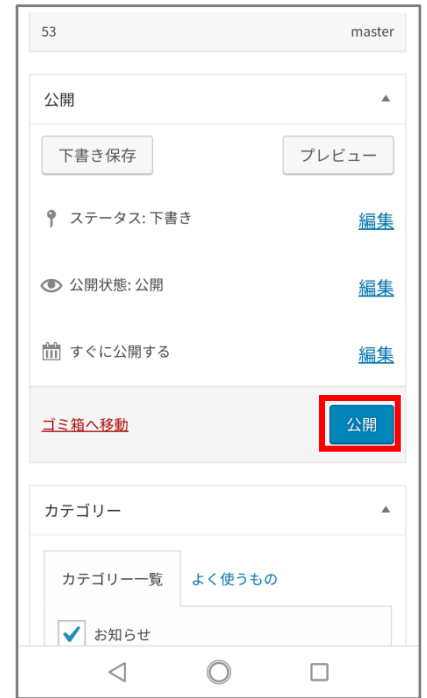 53 master
公開
下書き保存 プレビュー
ステータス: 下書き 編集
公開状態: 公開 編集
すぐに公開する 編集
ゴミ箱へ移動 公開
カテゴリー
カテゴリー一覧 よく使うもの
お知らせ